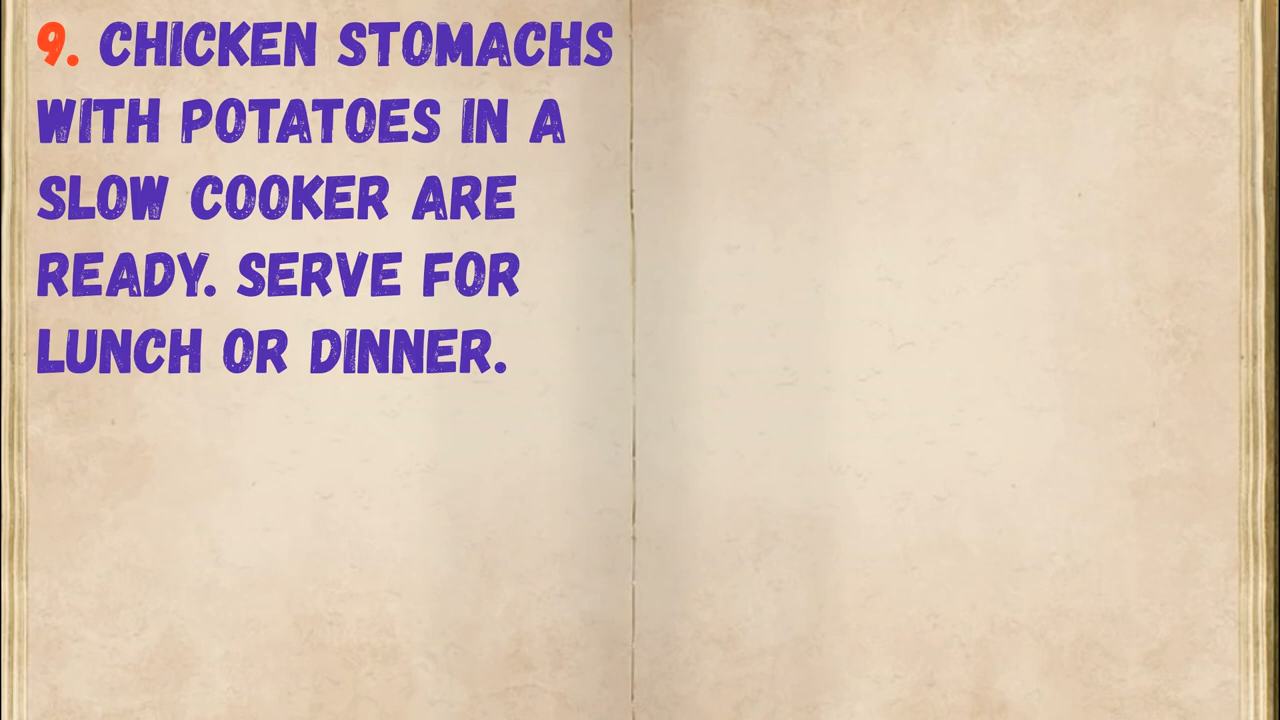 9. CHICKEN STOMACHS
WITH POTATOES IN A
SLOW COOKER ARE
READY. SERVE FOR
LUNCH OR DINNER.